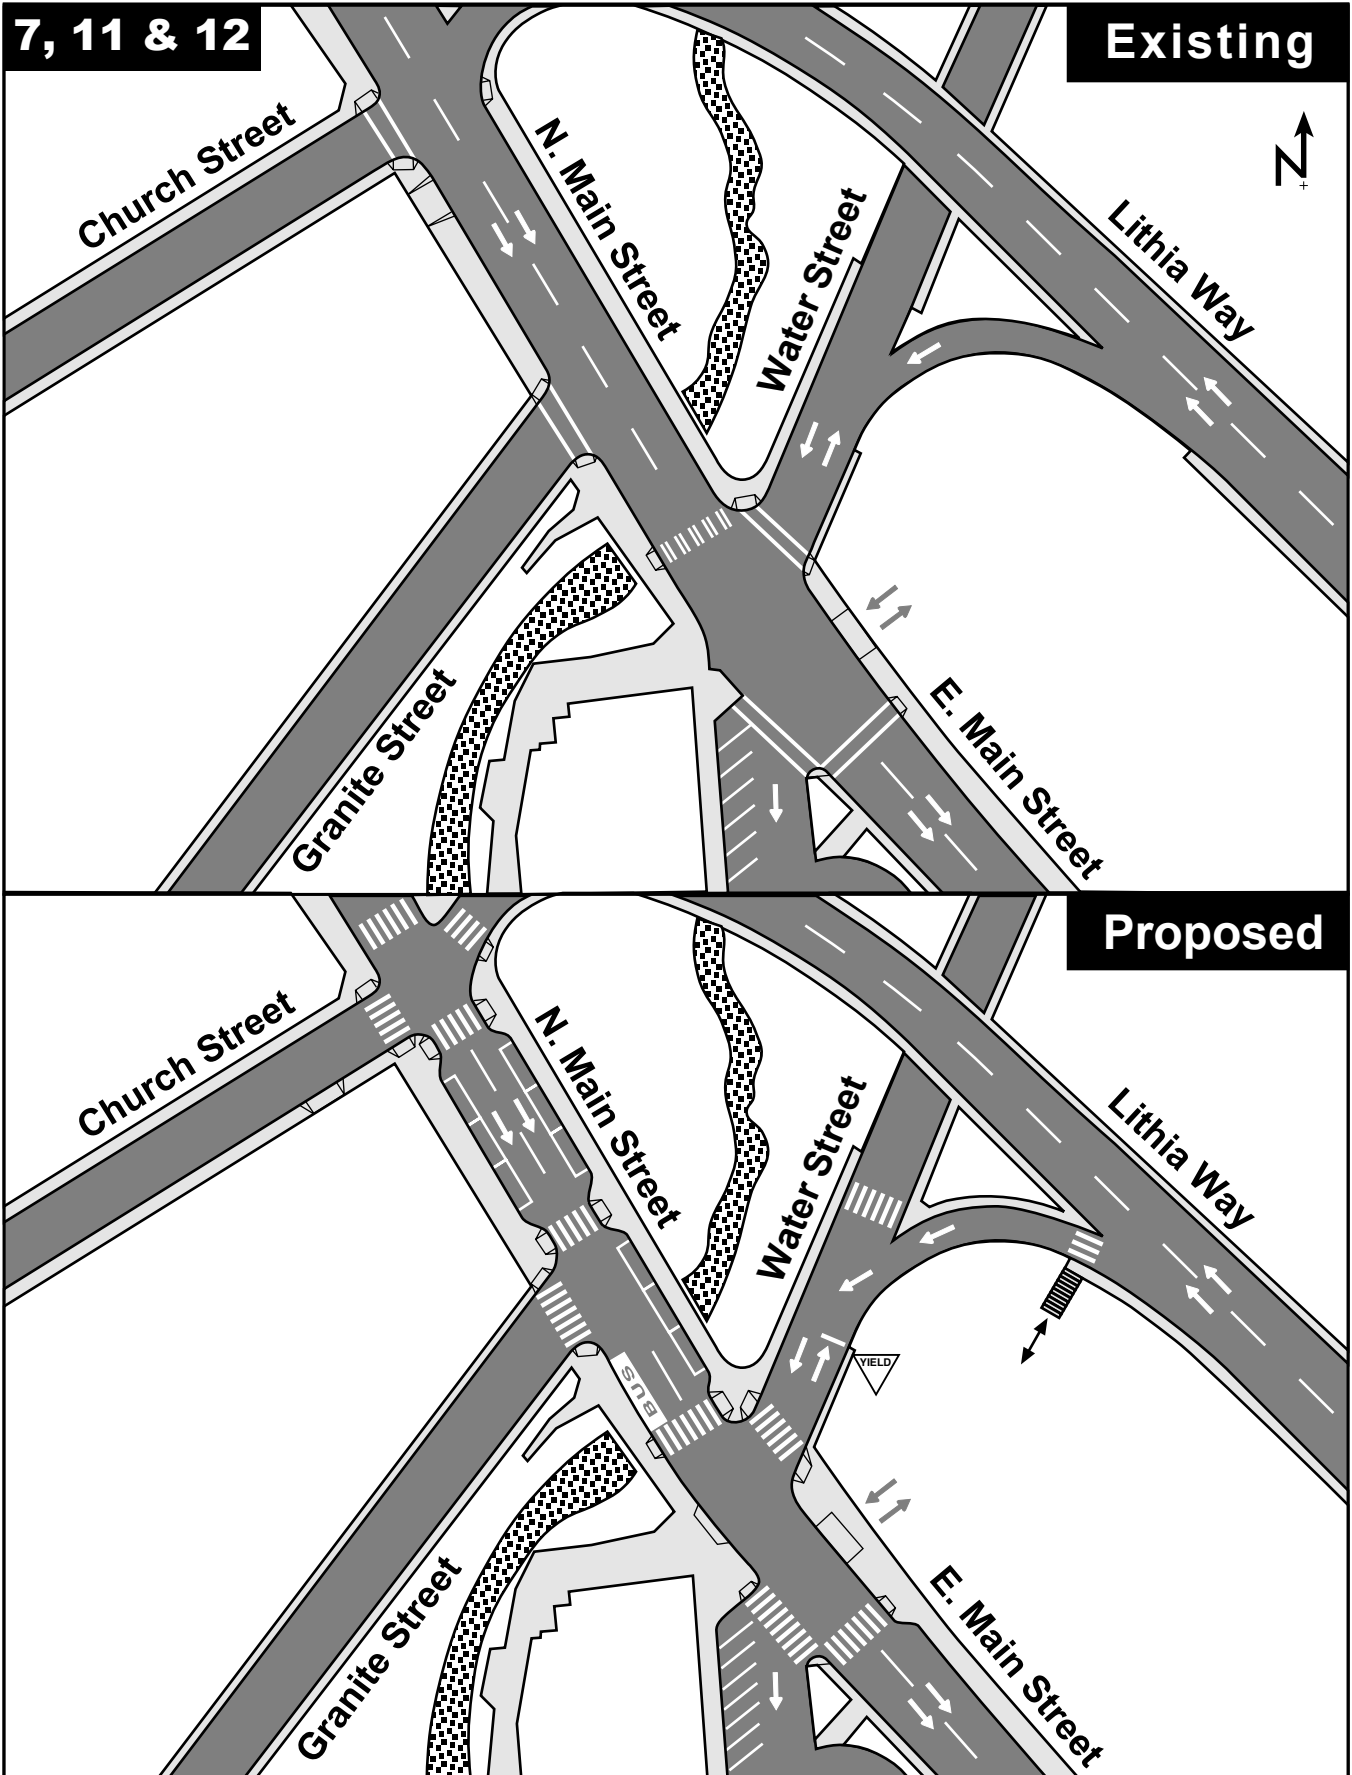 7, 11 & 12
Existing
Church Street
N. Main Street
Water Street
Lithia Way
N
Granite Street
E. Main Street
Proposed
Church Street
N. Main Street
Water Street
Lithia Way
YIELD
BUS
Granite Street
E. Main Street